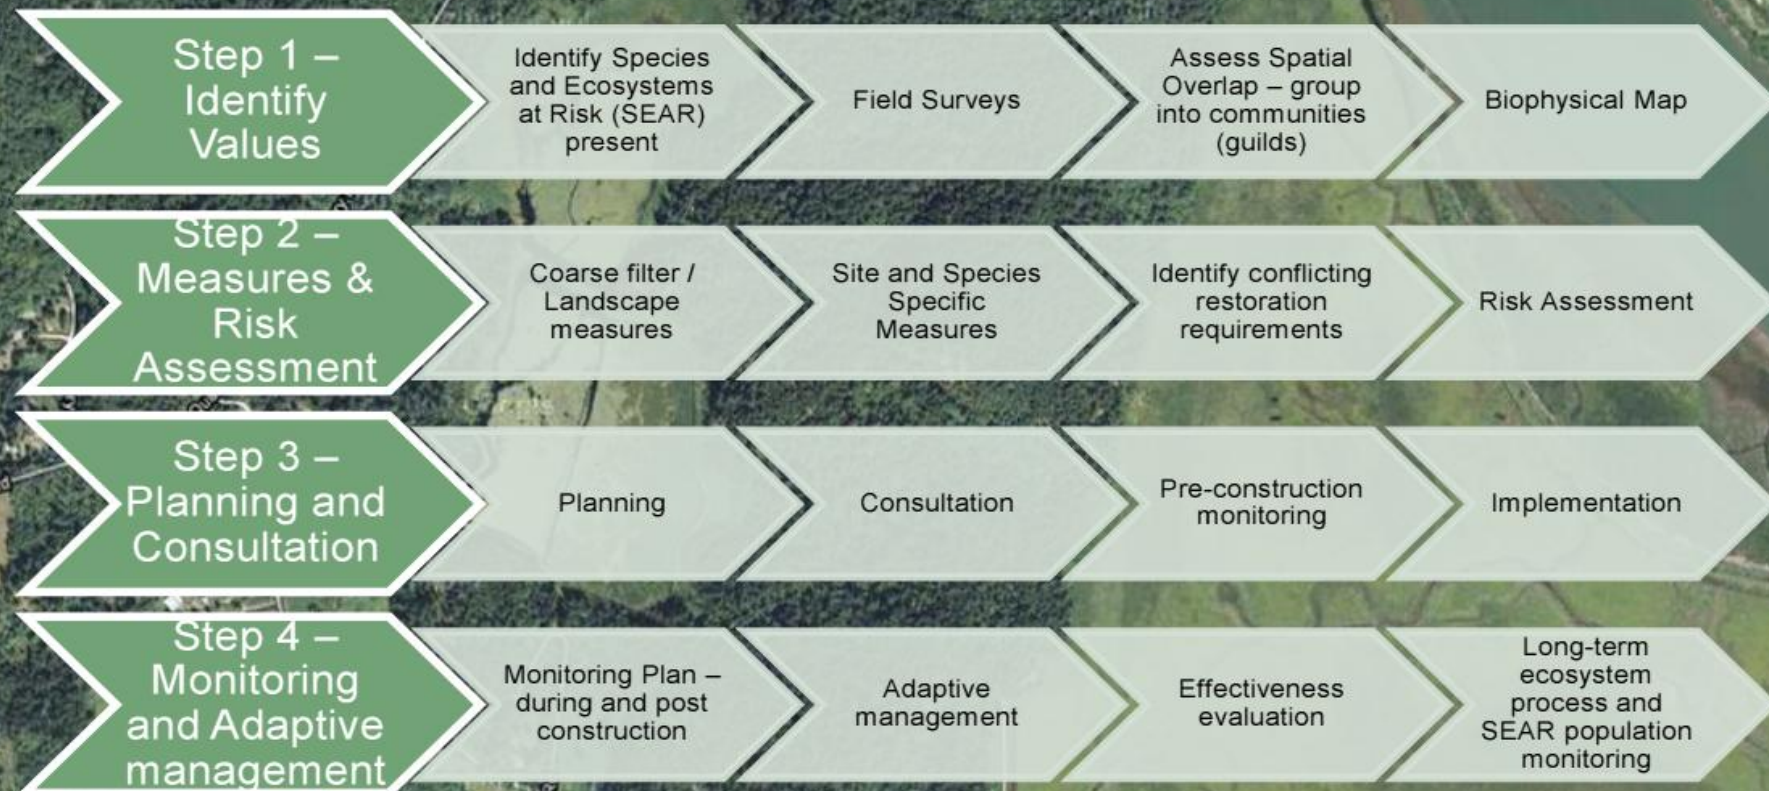 Step 1 –
Identify
Values
Identify Species
and Ecosystems
at Risk (SEAR)
present
Field Surveys
Assess Spatial
Overlap – group
into communities
(guilds)
Biophysical Map
Step 2 –
Measures &
Risk
Assessment
Coarse filter /
Landscape
measures
Site and Species
Specific
Measures
Identify conflicting
restoration
requirements
Risk Assessment
Step 3 –
Planning and
Consultation
Planning
Consultation
Pre-construction
monitoring
Implementation
Step 4 –
Monitoring
and Adaptive
management
Monitoring Plan –
during and post
construction
Adaptive
management
Effectiveness
evaluation
Long-term
ecosystem
process and
SEAR population
monitoring